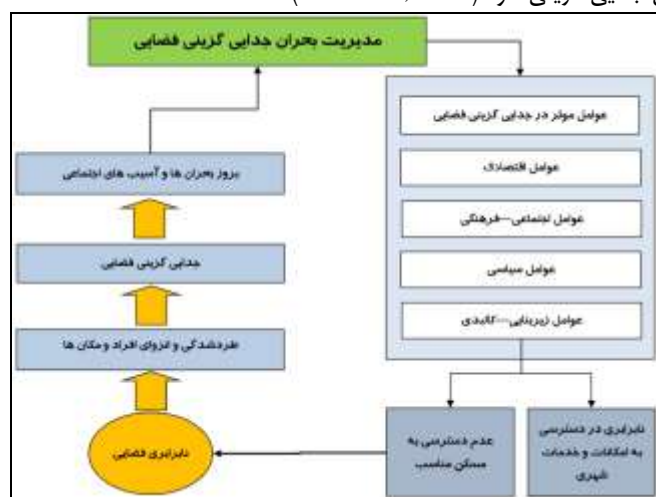 مدیریت بحران جدایی گزینی فضایی
عوامل موثر در جدایی گزینی فضایی
عوامل اقتصادی
عوامل اجتماعی–فرهنگی
عوامل سیاسی
عوامل زیربنایی–کالبدی
نابرابری در دسترسی
به امکانات و خدمات
شهری
عدم دسترسی به
مسکن مناسب
نابرابری فضایی
طردشدگی و انزوای افراد و مکان ها
جدایی گزینی فضایی
بروز بحران ها و آسیب های اجتماعی